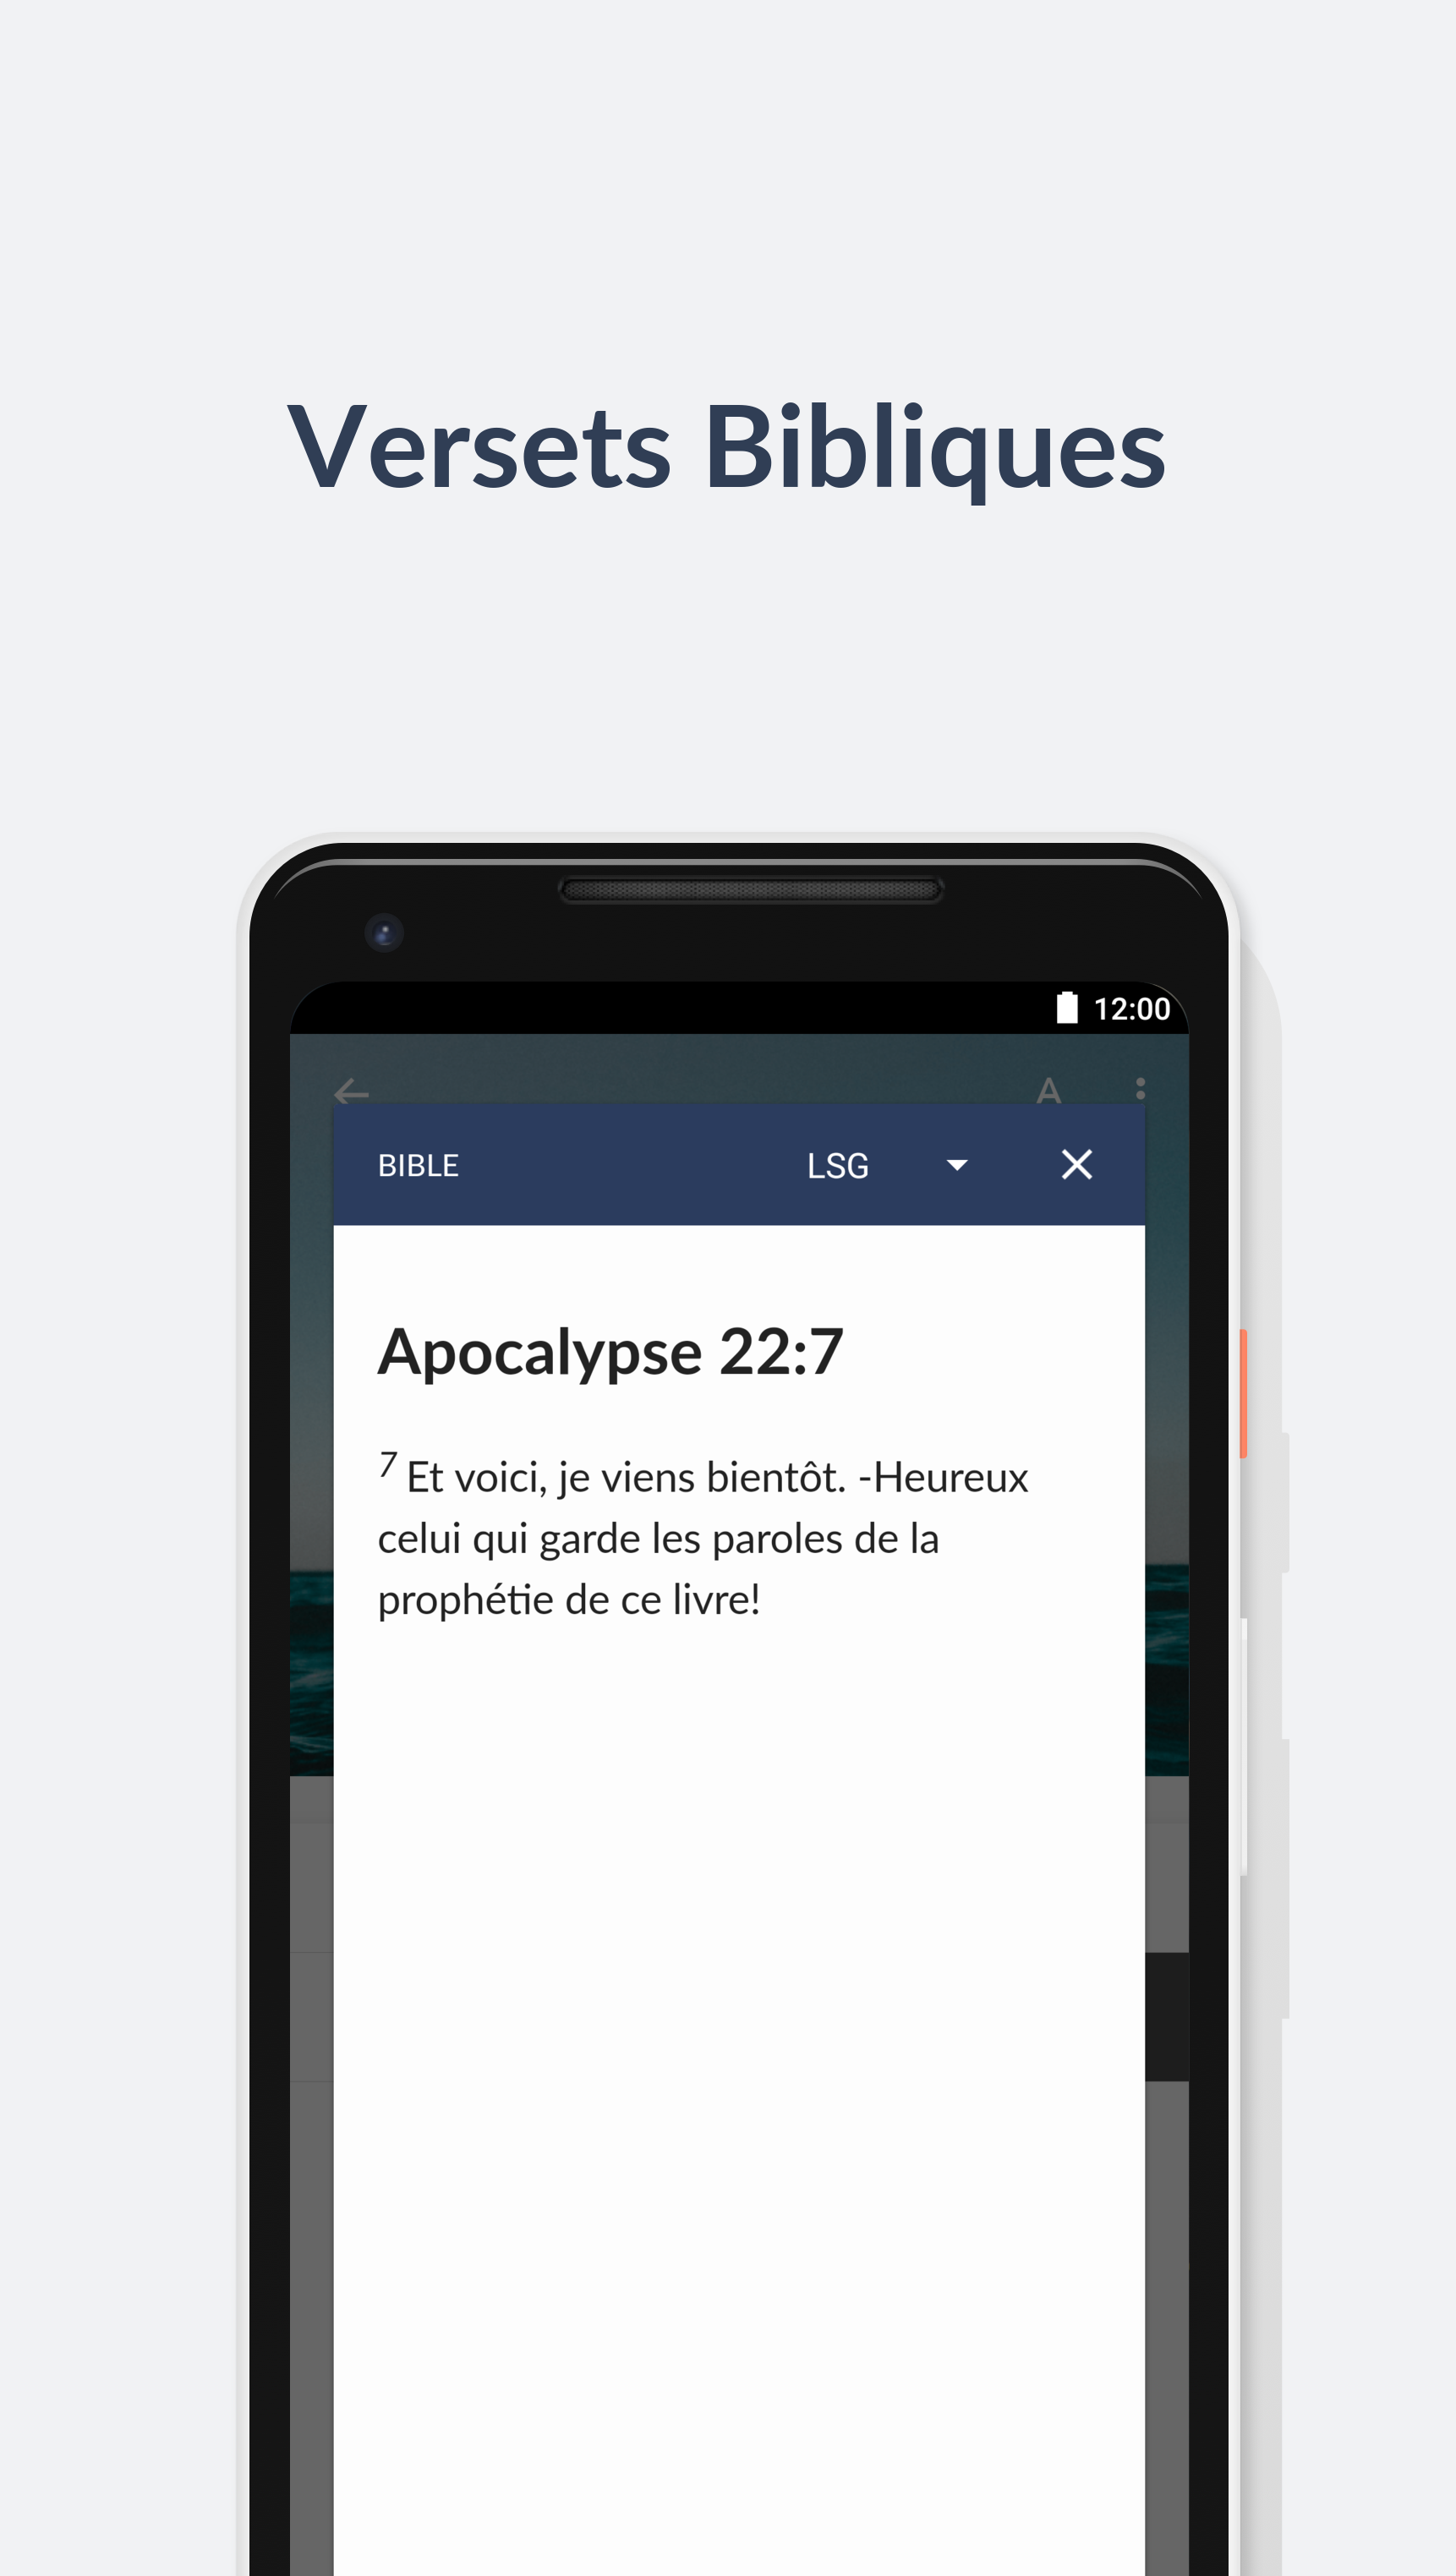 Versets Bibliques
12:00
A
BIBLE LSG
Apocalypse 22:7
7 Et voici, je viens bientôt. -Heureux
celui qui garde les paroles de la
prophétie de ce livre!